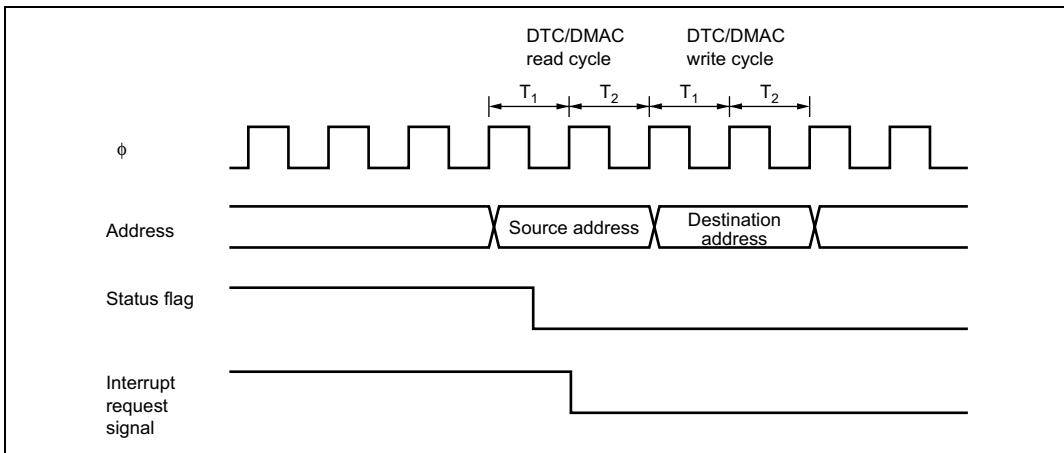 DTC/DMAC DTC/DMAC
read cycle write cycle
T1 T2 T1 T2
ϕ
Address
Source address
Destination
address
Status flag
Interrupt
request
signal